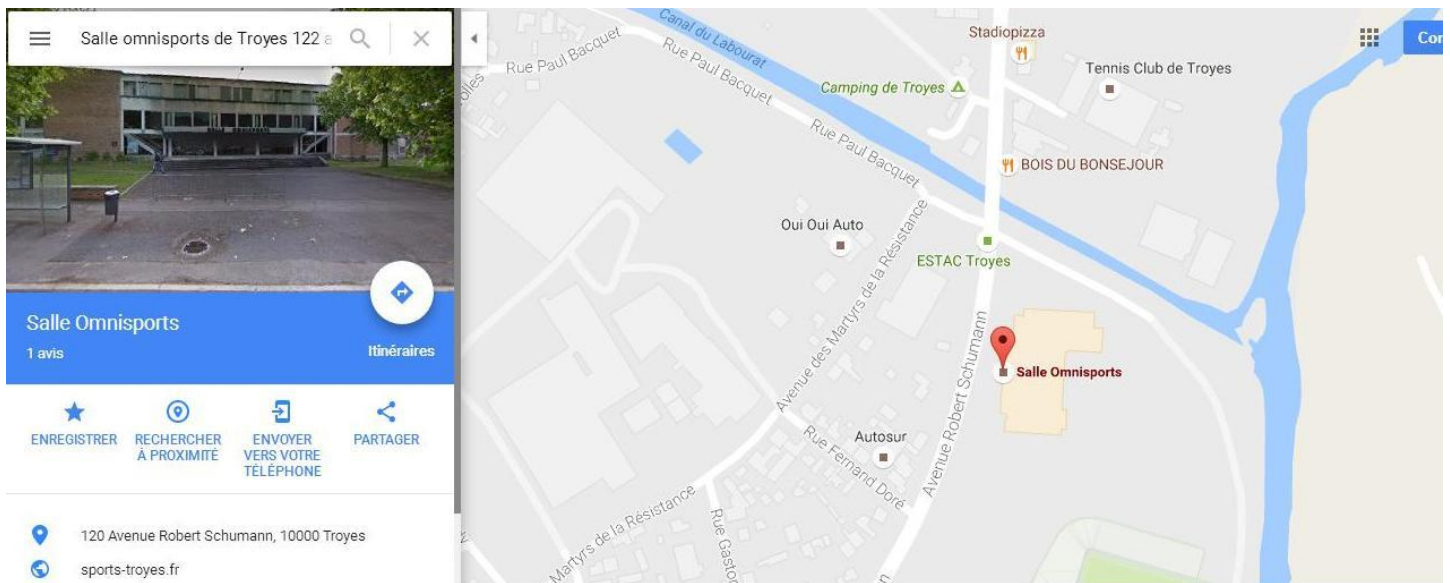 Salle omnisports de Troyes 122 a
Salle Omnisports
1 avis
Itinéraires
ENREGISTRER
RECHERCHER
À PROXIMITÉ
ENVOYER
VERS VOTRE
TÉLÉPHONE
PARTAGER
120 Avenue Robert Schumann, 10000 Troyes
sports-troyes.fr
Rue Paul Bacquet
Canal du Labourat
Rue Paul Bacquet
Stadiopizza
Con
Tennis Club de Troyes
Camping de Troyes
Rue Paul Bacquet
BOIS DU BONSEJOUR
Oui Oui Auto
Avenue des Martyrs de la Résistance
ESTAC Troyes
Avenue Robert Schumann
Salle Omnisports
Autosur
Rue Fernand Doré
Martyrs de la Résistance
Rue Gaston